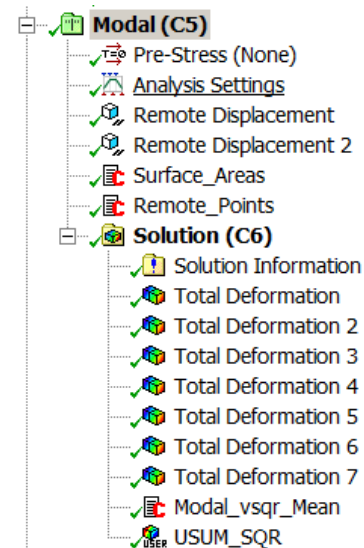 Modal (C5)
Pre-Stress (None)
Analysis Settings
Remote Displacement
Remote Displacement 2
Surface_Areas
Remote_Points
Solution (C6)
Solution Information
Total Deformation
Total Deformation 2
Total Deformation 3
Total Deformation 4
Total Deformation 5
Total Deformation 6
Total Deformation 7
Modal_vsqr_Mean
USUM_SQR